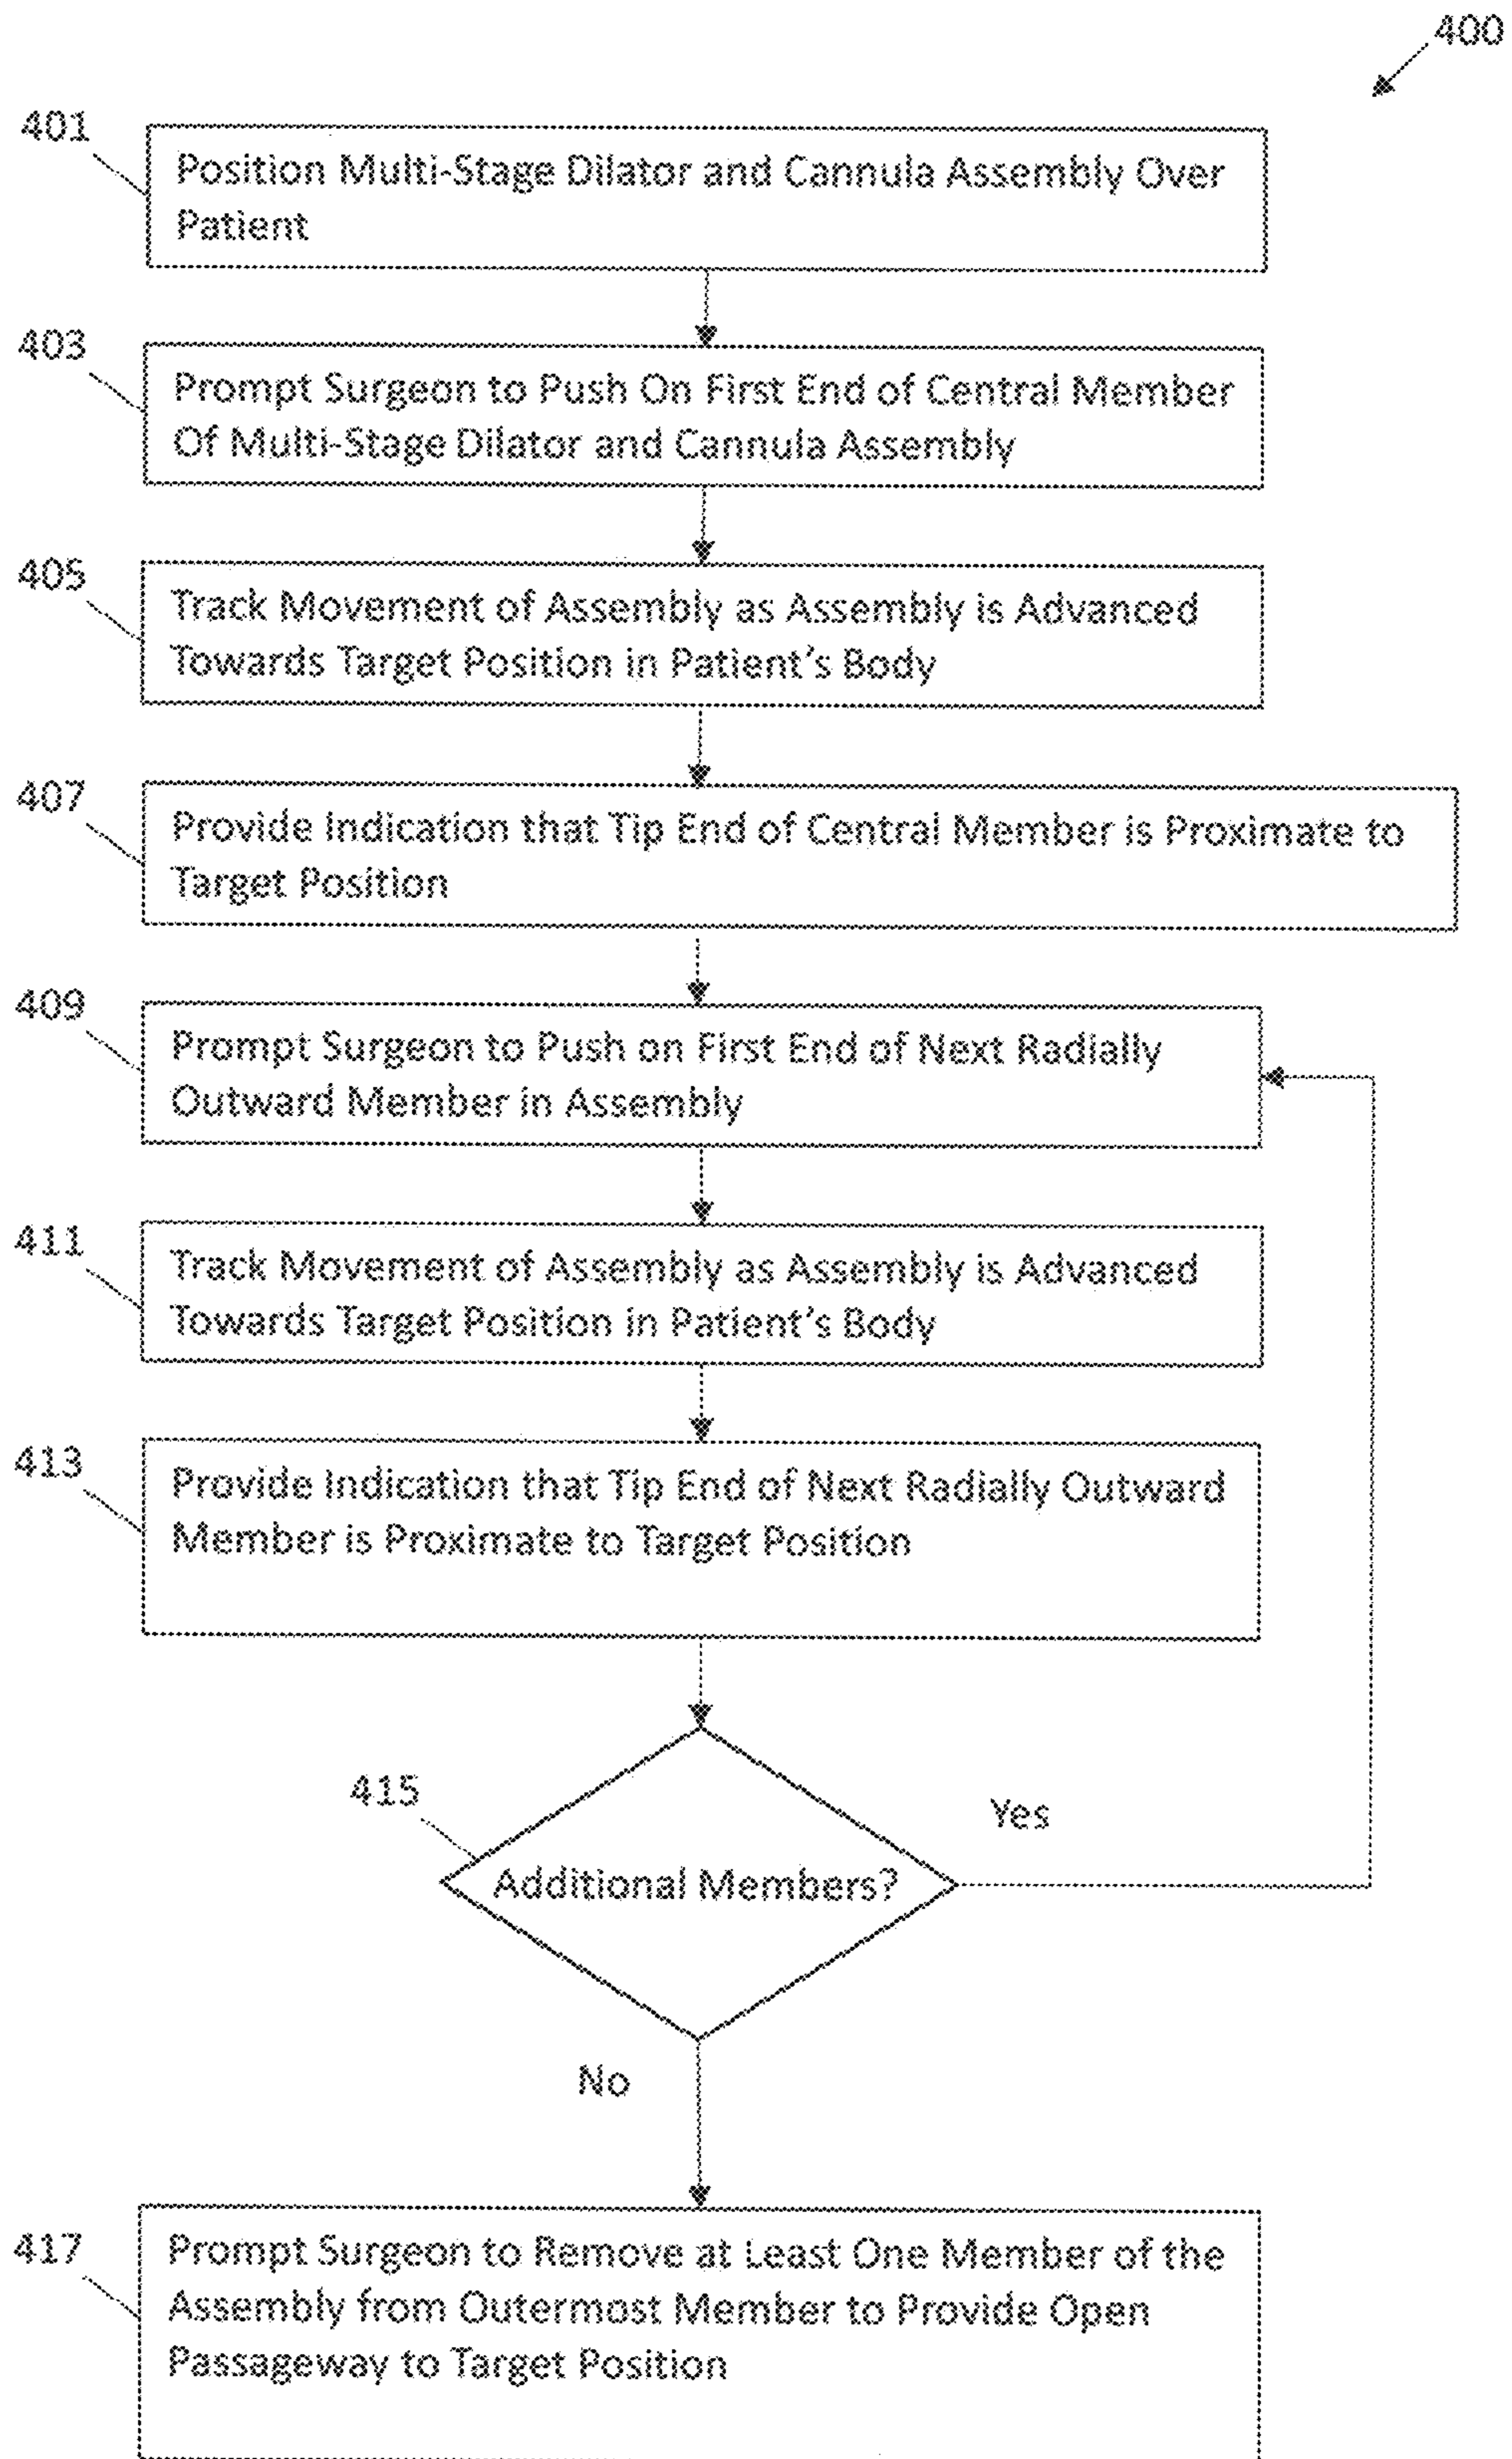 400
401
Position Multi-Stage Dilator and Cannula Assembly Over
Patient
403
Prompt Surgeon to Push On First End of Central Member
Of Multi-Stage Dilator and Cannula Assembly
405
Track Movement of Assembly as Assembly is Advanced
Towards Target Position in Patient's Body
407
Provide Indication that Tip End of Central Member is Proximate to
Target Position
409
Prompt Surgeon to Push on First End of Next Radially
Outward Member in Assembly
411
Track Movement of Assembly as Assembly is Advanced
Towards Target Position in Patient's Body
413
Provide Indication that Tip End of Next Radially Outward
Member is Proximate to Target Position
415
Yes
Additional Members?
No
417
Prompt Surgeon to Remove at Least One Member of the
Assembly from Outermost Member to Provide Open
Passageway to Target Position